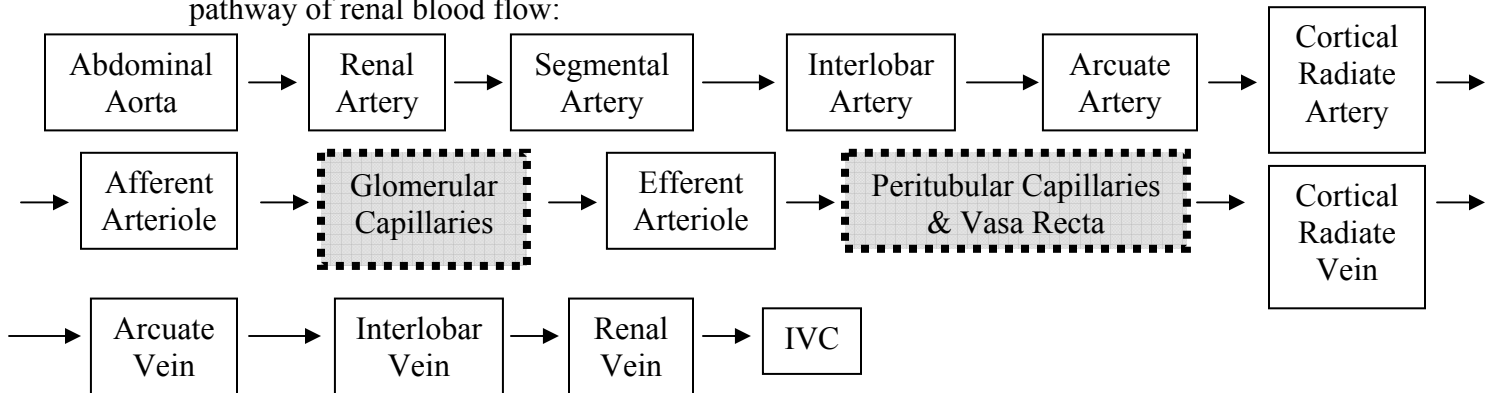 pathway of renal blood flow:
Abdominal
Aorta
Renal
Artery
Segmental
Artery
Interlobar
Artery
Arcuate
Artery
Cortical
Radiate
Artery
Afferent
Arteriole
Glomerular
Capillaries
Efferent
Arteriole
Peritubular Capillaries
& Vasa Recta
Cortical
Radiate
Vein
Arcuate
Vein
Interlobar
Vein
Renal
Vein
IVC